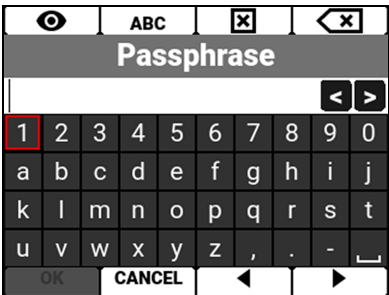 ABC
Passphrase
< >
1 2 3 4 5 6 7 8 9 0
a b c d e f g h i j
k l m n o p q r s t
u v w x y z , . -
OK CANCEL